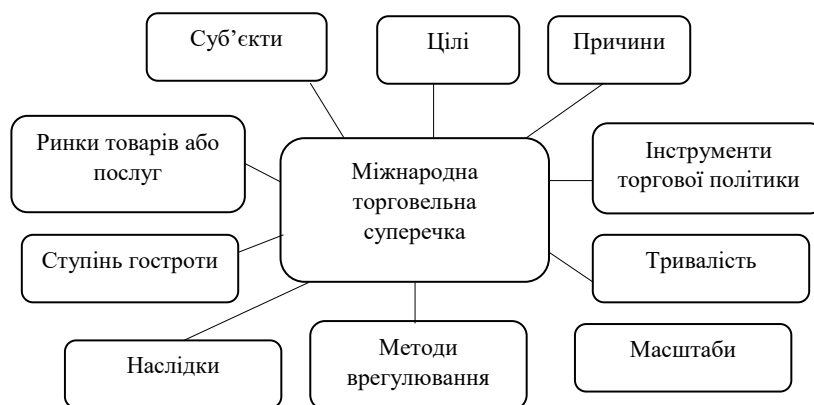 Суб’єкти
Цілі
Причини
Ринки товарів або
послуг
Міжнародна
торговельна
суперечка
Інструменти
торгової політики
Ступінь гостроти
Тривалість
Наслідки
Методи
врегулювання
Масштаби